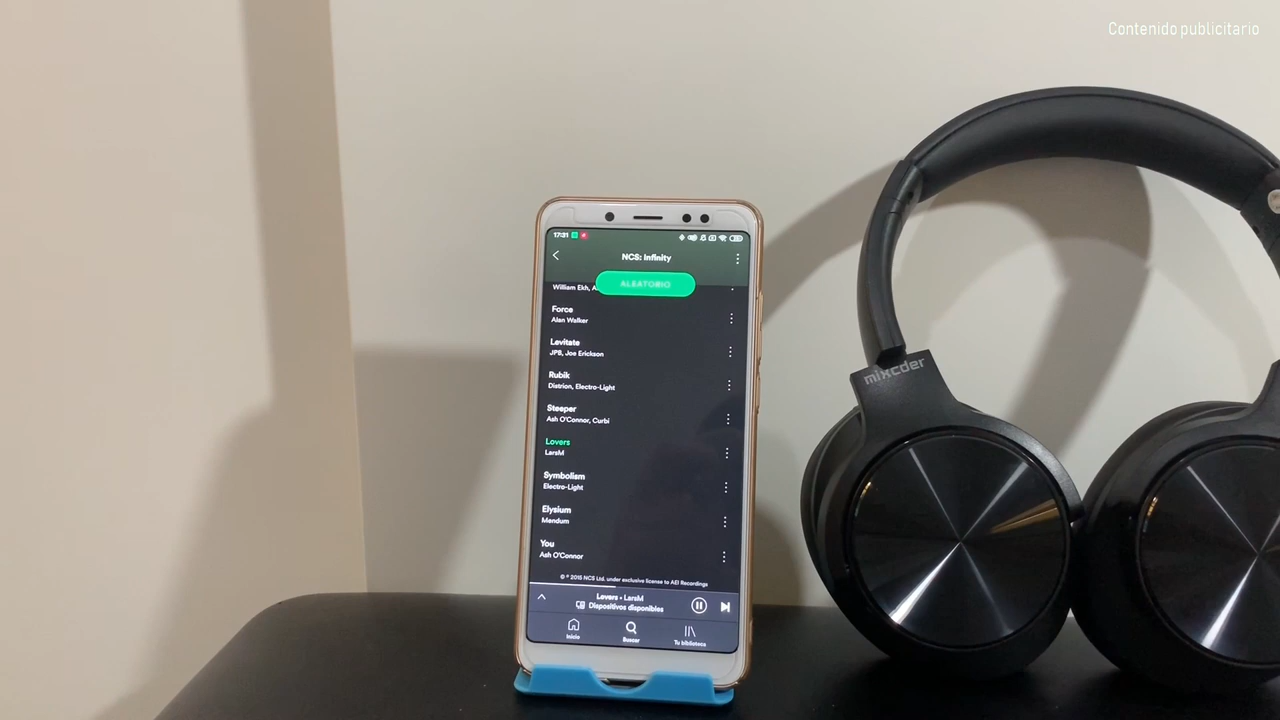 Contenido publicitario
17:31
NCS: Infinity
ALEATORIO
William Ekh, A
Force
Alan Walker
Levitate
JPB, Joe Erickson
Rubik
Distrion, Electro-Light
Steeper
Ash O'Connor, Curbi
Lovers
LarsM
Symbolism
Electro-Light
Elysium
Mendum
You
Ash O'Connor
© ℗ 2015 NCS Ltd. under exclusive license to AEI Recordings
Lovers • LarsM
Dispositivos disponibles
Inicio
Buscar
Tu biblioteca
mixcder